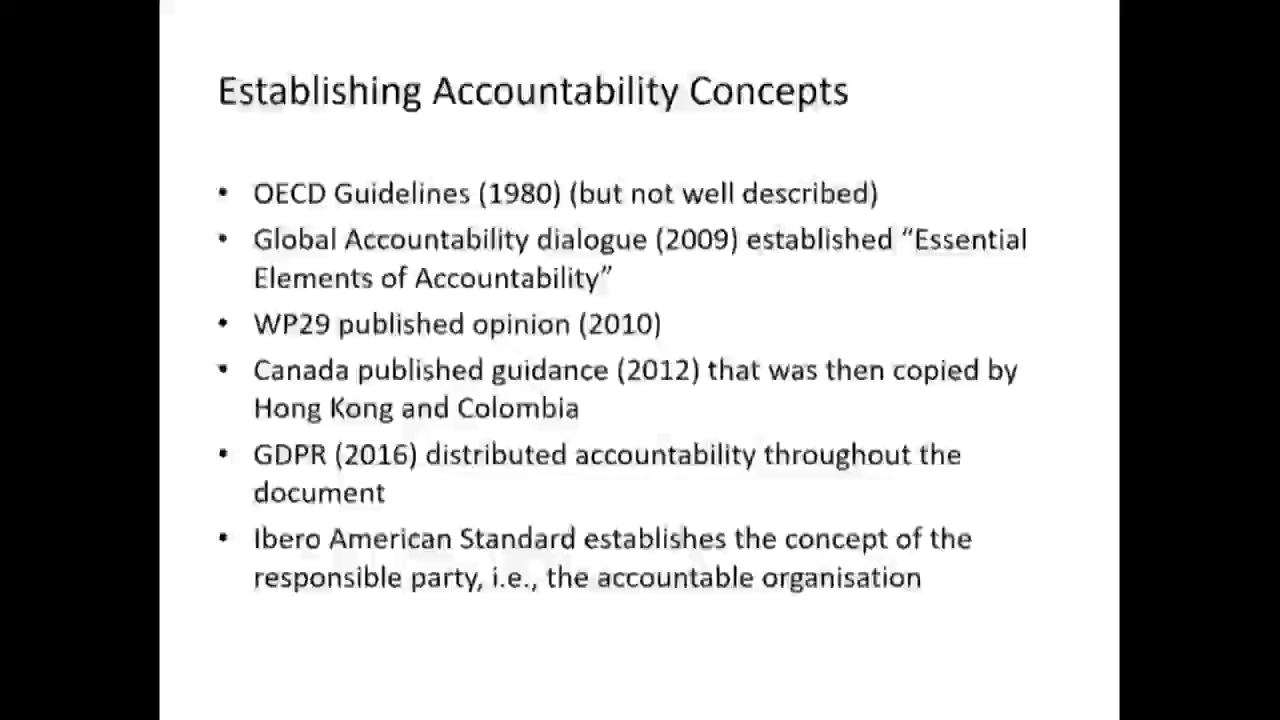 Establishing Accountability Concepts
• OECD Guidelines (1980) (but not well described)
• Global Accountability dialogue (2009) established “Essential
Elements of Accountability”
• WP29 published opinion (2010)
• Canada published guidance (2012) that was then copied by
Hong Kong and Colombia
• GDPR (2016) distributed accountability throughout the
document
• Ibero American Standard establishes the concept of the
responsible party, i.e., the accountable organisation